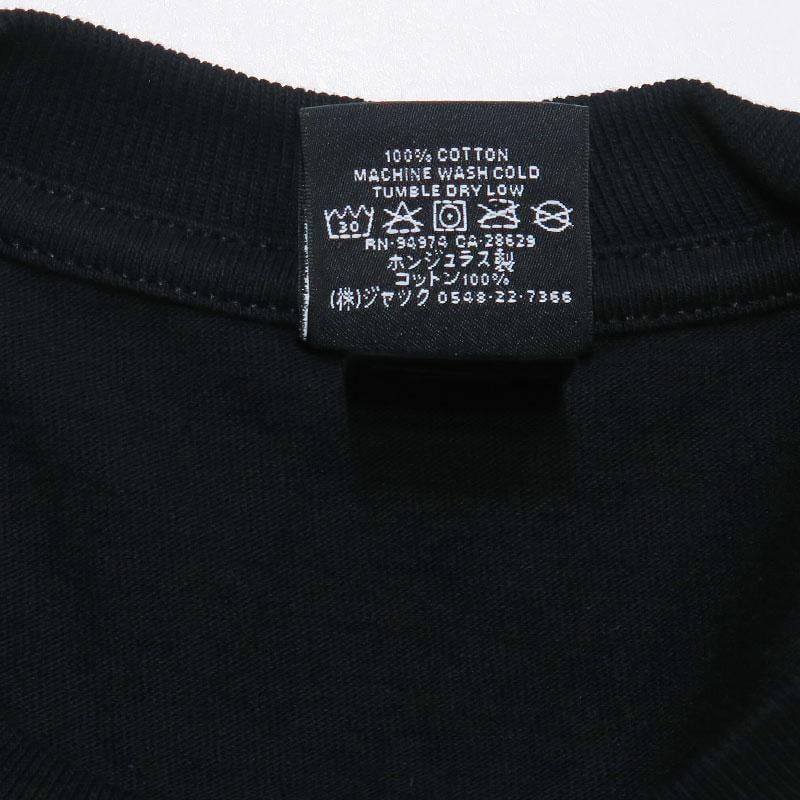 100% COTTON
MACHINE WASH COLD
TUMBLE DRY LOW
30
RN-94974 CA-28629
ホンジュラス製
コットン100%
(株)ジャック 0548-22-7366